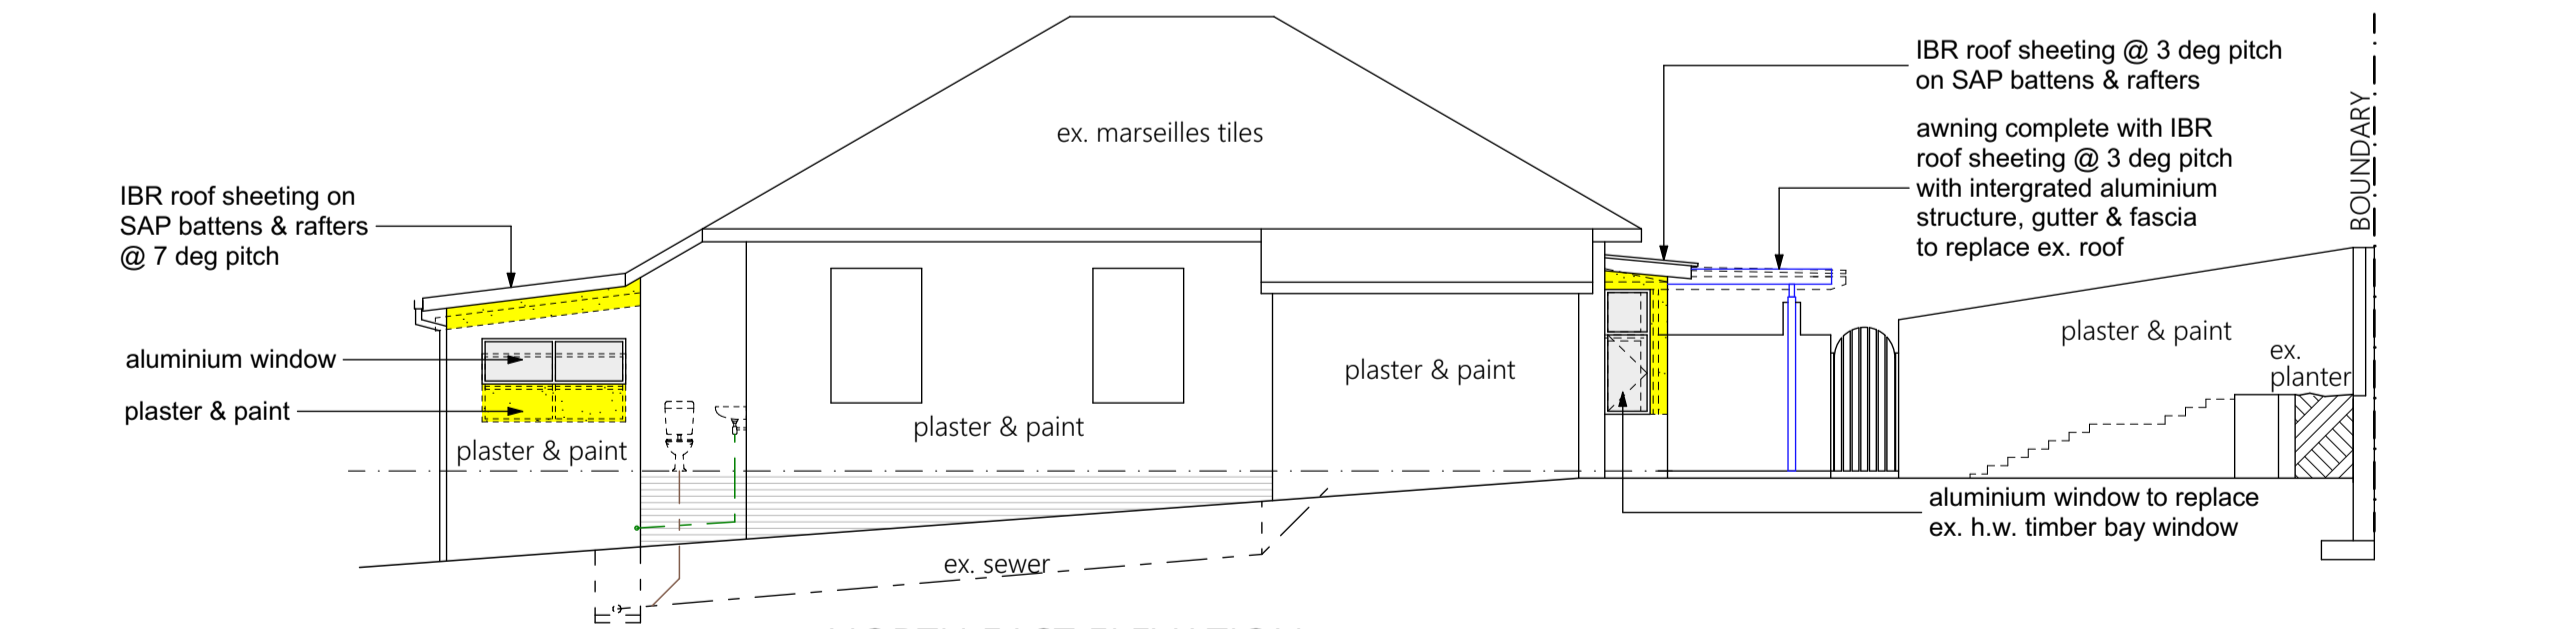 IBR roof sheeting on
SAP battens & rafters
@ 7 deg pitch
aluminium window
plaster & paint
plaster & paint
ex. marseilles tiles
plaster & paint
ex. sewer
plaster & paint
IBR roof sheeting @ 3 deg pitch
on SAP battens & rafters
awning complete with IBR
roof sheeting @ 3 deg pitch
with intergrated aluminium
structure, gutter & fascia
to replace ex. roof
BOUNDARY
plaster & paint
ex.
planter
aluminium window to replace
ex. h.w. timber bay window